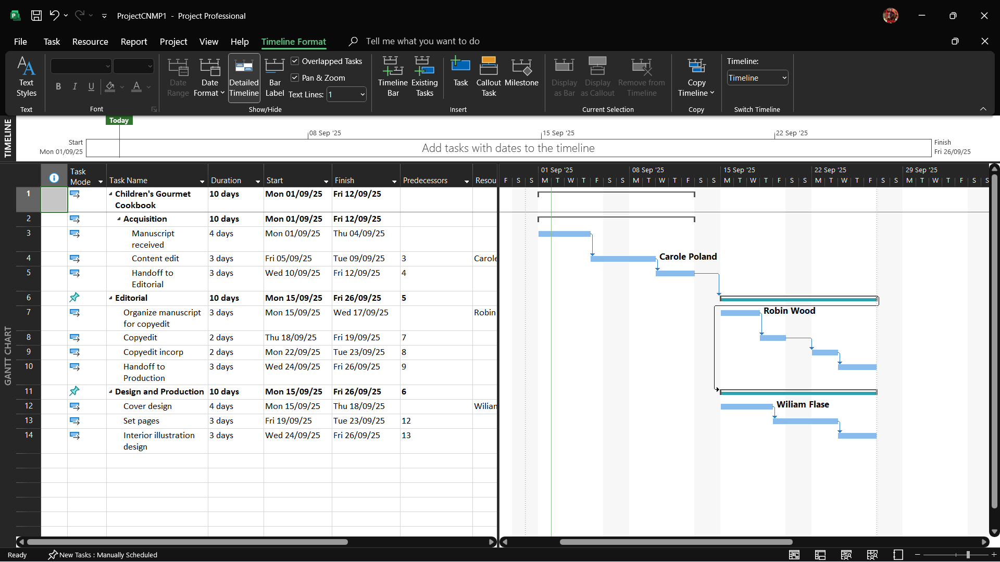 ProjectCNMP1 - Project Professional
File Task Resource Report Project View Help Timeline Format Tell me what you want to do
Text Styles
Text
B I U A
Font
Date Range
Date Format
Detailed Timeline
Bar Label
Overlapped Tasks
Pan & Zoom
Text Lines: 1
Show/Hide
Timeline Bar
Existing Tasks
Task
Callout Task
Milestone
Insert
Display as Bar
Display as Callout
Remove from Timeline
Current Selection
Copy Timeline
Copy
Timeline:
Timeline
Switch Timeline
TIMELINE
Today
08 Sep '25 15 Sep '25 22 Sep '25
Start
Mon 01/09/25
Add tasks with dates to the timeline
Finish
Fri 26/09/25
GANTT CHART
Task Mode Task Name Duration Start Finish Predecessors Resou
01 Sep '25 08 Sep '25 15 Sep '25 22 Sep '25 29 Sep '25
F S S M T W T F S S M T W T F S S M T W T F S S M T W T F S S M T W T F S S
1 Children's Gourmet Cookbook 10 days Mon 01/09/25 Fri 12/09/25
2 Acquisition 10 days Mon 01/09/25 Fri 12/09/25
3 Manuscript received 4 days Mon 01/09/25 Thu 04/09/25
4 Content edit 3 days Fri 05/09/25 Tue 09/09/25 3 Carole
Carole Poland
5 Handoff to Editorial 3 days Wed 10/09/25 Fri 12/09/25 4
6 Editorial 10 days Mon 15/09/25 Fri 26/09/25 5
7 Organize manuscript for copyedit 3 days Mon 15/09/25 Wed 17/09/25 Robin
Robin Wood
8 Copyedit 2 days Thu 18/09/25 Fri 19/09/25 7
9 Copyedit incorp 2 days Mon 22/09/25 Tue 23/09/25 8
10 Handoff to Production 3 days Wed 24/09/25 Fri 26/09/25 9
11 Design and Production 10 days Mon 15/09/25 Fri 26/09/25 6
12 Cover design 4 days Mon 15/09/25 Thu 18/09/25 Wiliam
Wiliam Flase
13 Set pages 3 days Fri 19/09/25 Tue 23/09/25 12
14 Interior illustration design 3 days Wed 24/09/25 Fri 26/09/25 13
Ready New Tasks : Manually Scheduled